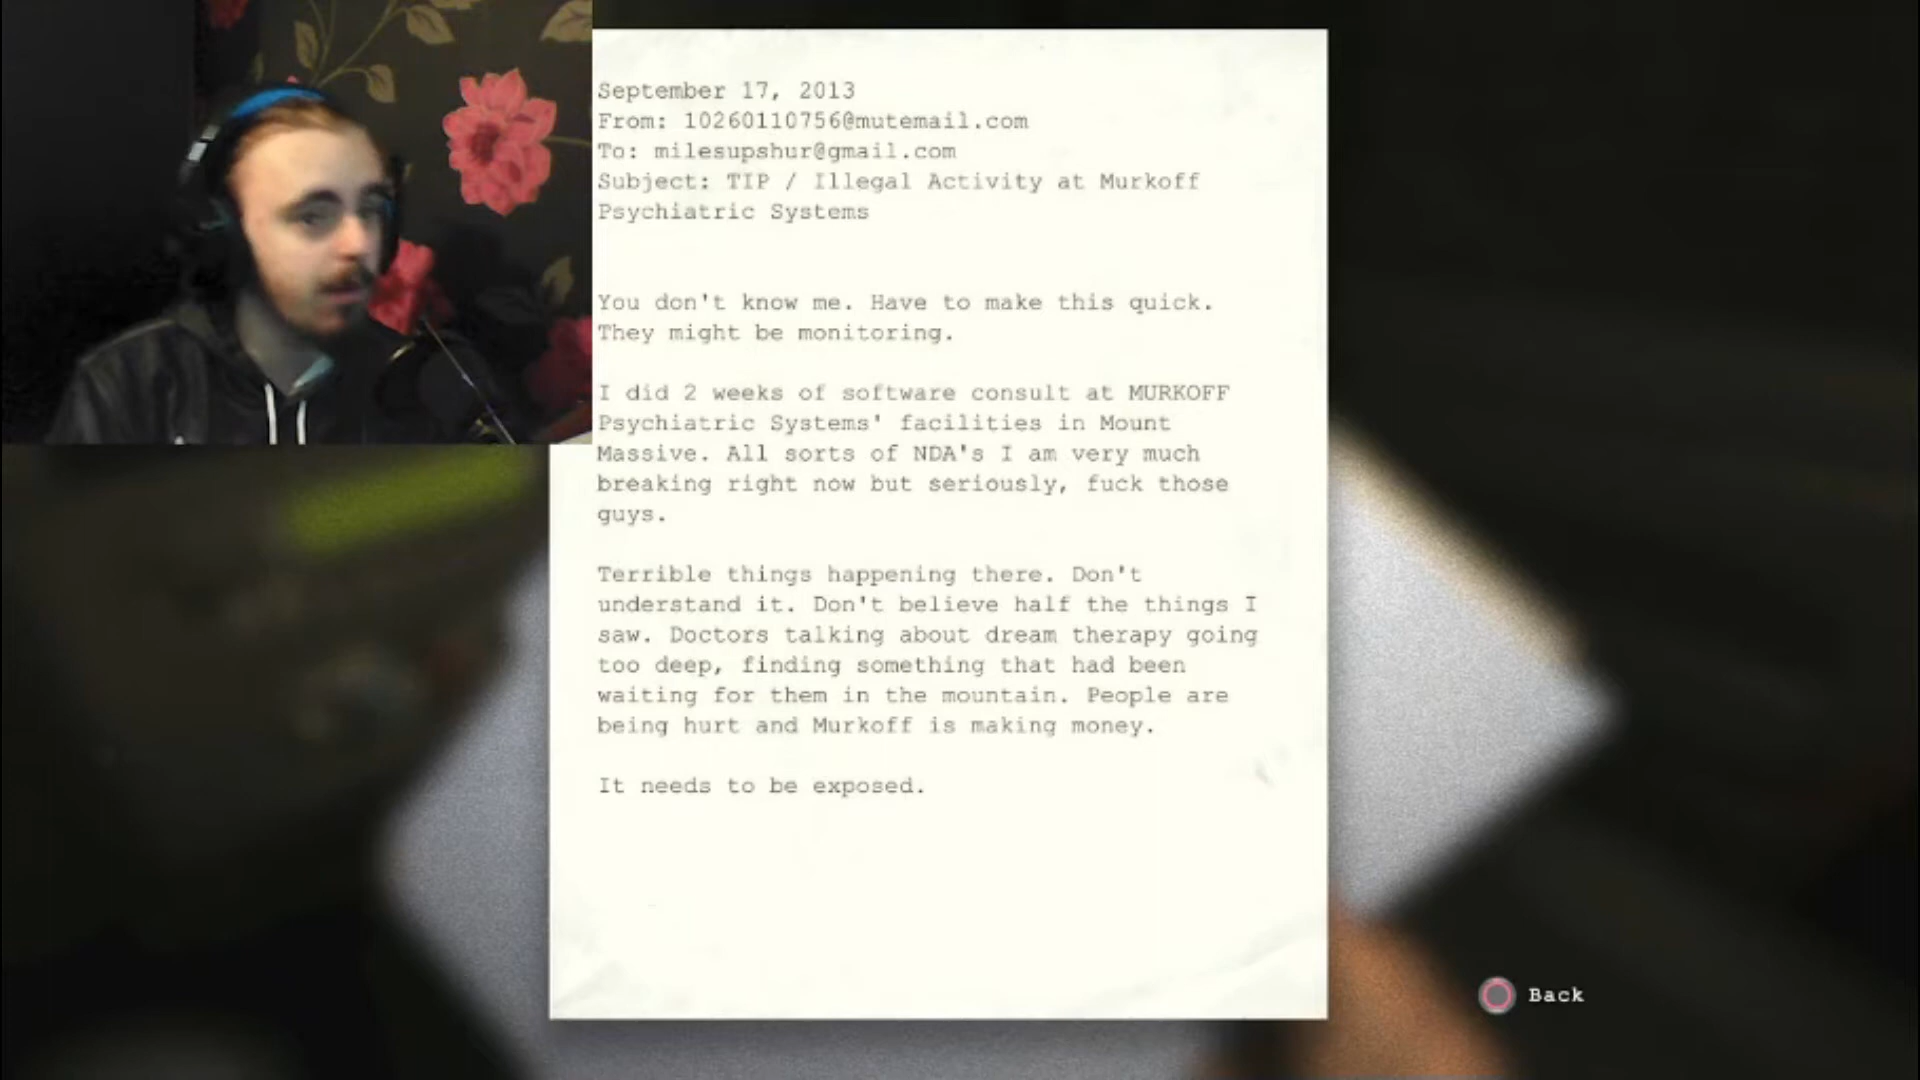 September 17, 2013
From: 10260110756@mutemail.com
To: milesupshur@gmail.com
Subject: TIP / Illegal Activity at Murkoff
Psychiatric Systems
You don't know me. Have to make this quick.
They might be monitoring.
I did 2 weeks of software consult at MURKOFF
Psychiatric Systems' facilities in Mount
Massive. All sorts of NDA's I am very much
breaking right now but seriously, fuck those
guys.
Terrible things happening there. Don't
understand it. Don't believe half the things I
saw. Doctors talking about dream therapy going
too deep, finding something that had been
waiting for them in the mountain. People are
being hurt and Murkoff is making money.
It needs to be exposed.
Back